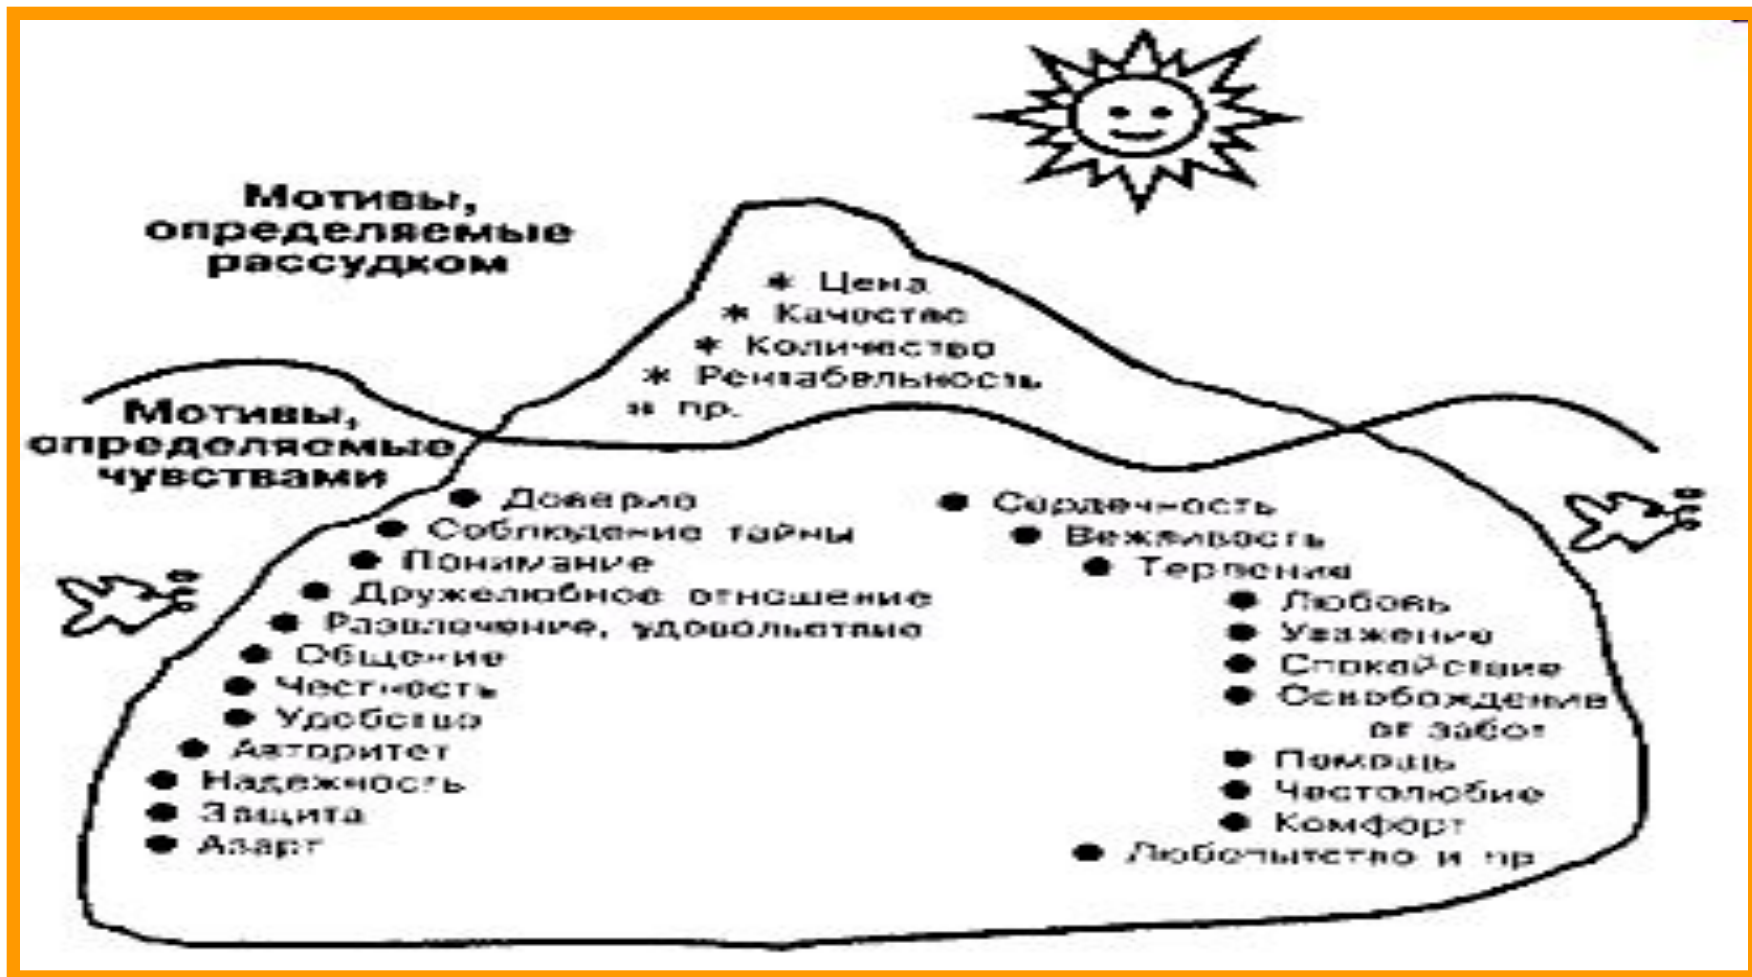 Мотивы,
определяемые
рассудком
* Цена
* Качество
* Количество
* Рентабельность
и пр.
Мотивы,
определяемые
чувствами
● Доверие
● Соблюдение тайны
● Понимание
● Дружелюбное отношение
● Развлечение, удовольствие
● Общение
● Честность
● Удобство
● Авторитет
● Надежность
● Защита
● Азарт
● Сердечность
● Вежливость
● Терпение
● Любовь
● Уважение
● Спокойствие
● Освобождение
от забот
● Помощь
● Честолюбие
● Комфорт
● Любопытство и пр